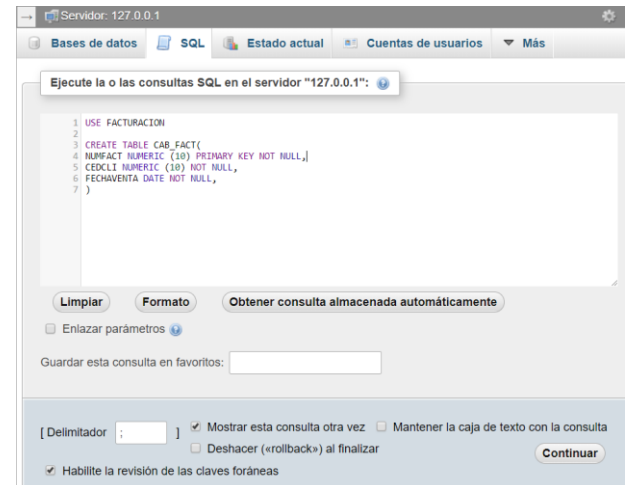 Servidor: 127.0.0.1
Bases de datos SQL Estado actual Cuentas de usuarios Más
Ejecute la o las consultas SQL en el servidor "127.0.0.1":
1 USE FACTURACION
2
3 CREATE TABLE CAB_FACT(
4 NUMFACT NUMERIC (10) PRIMARY KEY NOT NULL,
5 CEDCLI NUMERIC (10) NOT NULL,
6 FECHAVENTA DATE NOT NULL,
7 )
Limpiar Formato Obtener consulta almacenada automáticamente
Enlazar parámetros
Guardar esta consulta en favoritos:
[ Delimitador ; ] Mostrar esta consulta otra vez Mantener la caja de texto con la consulta
Deshacer («rollback») al finalizar
Continuar
Habilite la revisión de las claves foráneas